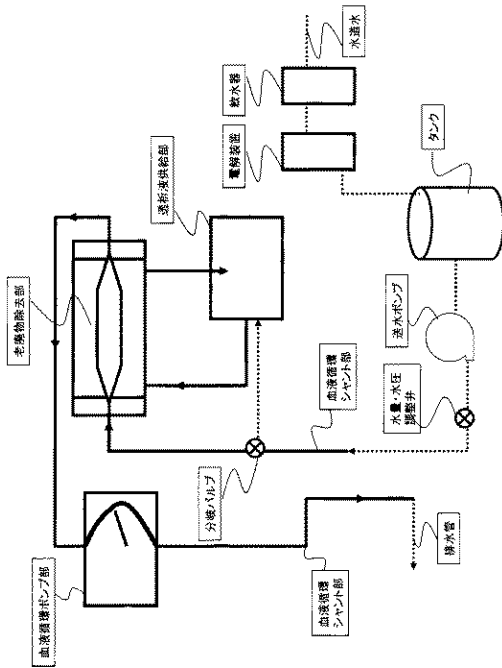 血液循環ポンプ部
老廃物除去部
透析液供給部
分岐バルブ
電解装置
軟水器
血液循環
シャント部
血液循環
シャント部
水道水
水量・水圧
調整弁
送水ポンプ
タンク
排水管